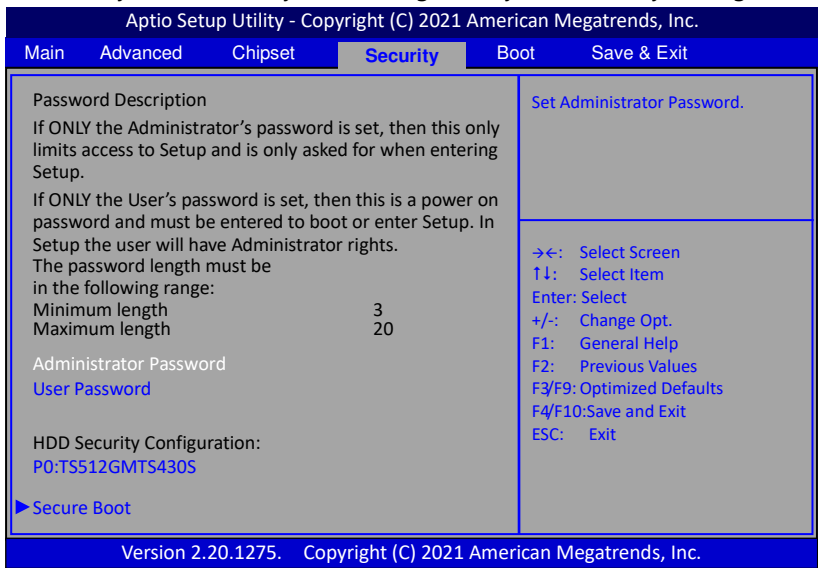 Aptio Setup Utility - Copyright (C) 2021 American Megatrends, Inc.
Main Advanced Chipset Security Boot Save & Exit
Password Description
If ONLY the Administrator's password is set, then this only
limits access to Setup and is only asked for when entering
Setup.
If ONLY the User's password is set, then this is a power on
password and must be entered to boot or enter Setup. In
Setup the user will have Administrator rights.
The password length must be
in the following range:
Minimum length 3
Maximum length 20
Administrator Password
User Password
HDD Security Configuration:
P0:TS512GMTS430S
▶Secure Boot
Set Administrator Password.
→←: Select Screen
↑↓: Select Item
Enter: Select
+/-: Change Opt.
F1: General Help
F2: Previous Values
F3/F9: Optimized Defaults
F4/F10:Save and Exit
ESC: Exit
Version 2.20.1275. Copyright (C) 2021 American Megatrends, Inc.